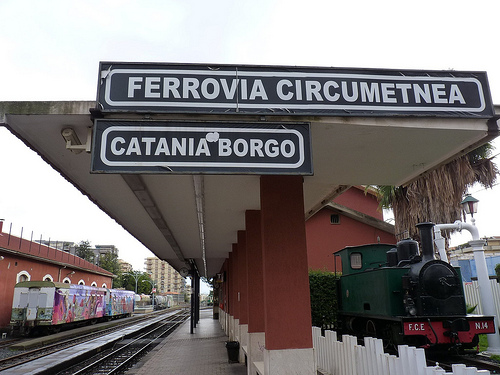 FERROVIA CIRCUMETNEA
CATANIA BORGO
F.C.E
N.14